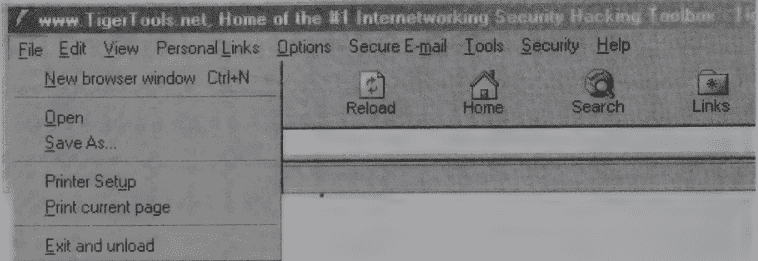 www.TigerTools.net, Home of the #1 Internetworking Security Hacking Toolbox - Ti
File Edit View Personal Links Options Secure E-mail Tools Security Help
New browser window Ctrl+N
Reload Home Search Links
Open
Save As...
Printer Setup
Print current page
Exit and unload